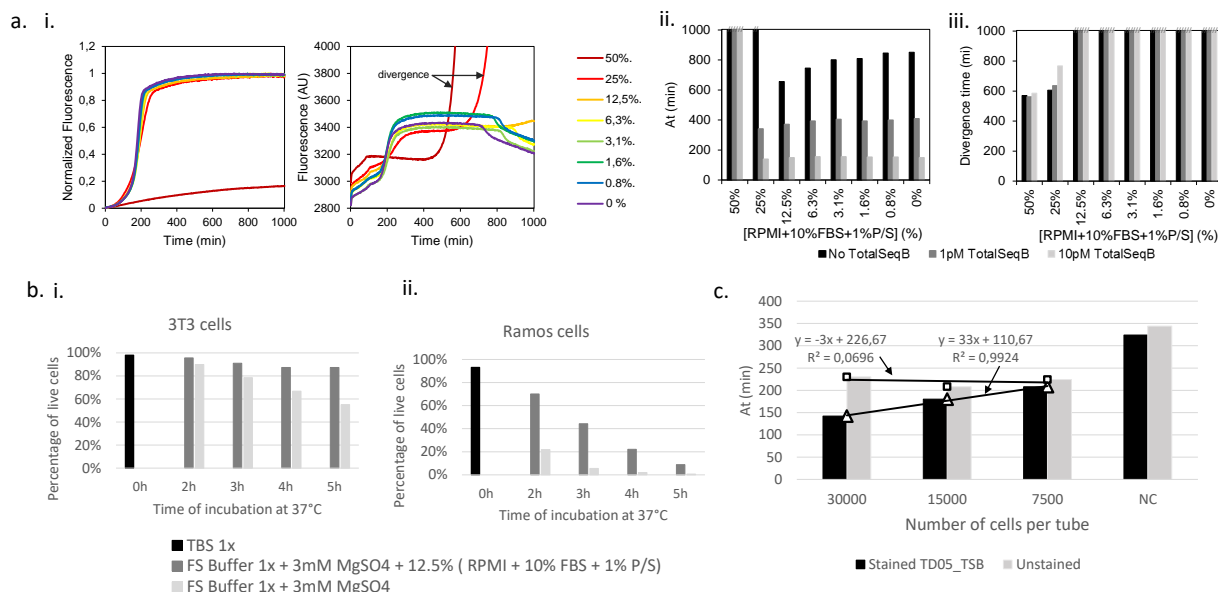 a. i.
Normalized Fluorescence
1,2
1
0,8
0,6
0,4
0,2
0
0 200 400 600 800 1000
Time (min)
Fluorescence (AU)
4000
3800
3600
3400
3200
3000
2800
divergence
0 200 400 600 800 1000
Time (min)
50%.
25%.
12,5%.
6,3%.
3,1%.
1,6%.
0.8%.
0 %
ii.
At (min)
1000
800
600
400
200
0
50% 25% 12.5% 6.3% 3.1% 1.6% 0.8% 0%
[RPMI+10%FBS+1%P/S] (%)
iii.
Divergence time (mii)
1000
800
600
400
200
0
50% 25% 12.5% 6.3% 3.1% 1.6% 0.8% 0%
[RPMI+10%FBS+1%P/S] (%)
No TotalSeqB 1pM TotalSeqB 10pM TotalSeqB
b. i.
3T3 cells
Percentage of live cells
100%
80%
60%
40%
20%
0%
0h 2h 3h 4h 5h
Time of incubation at 37°C
ii.
Ramos cells
Percentage of live cells
100%
80%
60%
40%
20%
0%
0h 2h 3h 4h 5h
Time of incubation at 37°C
TBS 1x
FS Buffer 1x + 3mM MgSO4 + 12.5% ( RPMI + 10% FBS + 1% P/S)
FS Buffer 1x + 3mM MgSO4
c.
At (min)
400
350
300
250
200
150
100
50
0
y = -3x + 226,67
R² = 0,0696
y = 33x + 110,67
R² = 0,9924
30000 15000 7500 NC
Number of cells per tube
Stained TD05_TSB Unstained